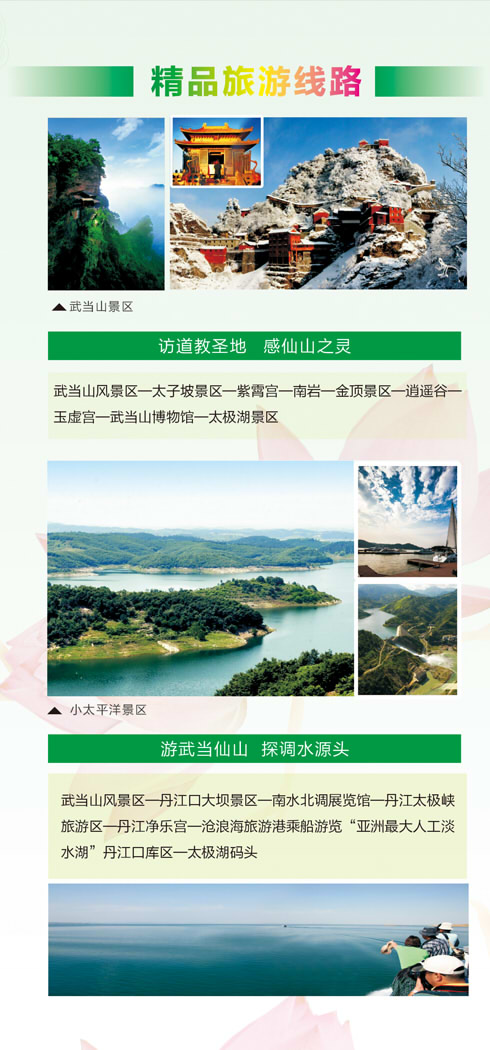 精品旅游线路
武当山景区
访道教圣地 感仙山之灵
武当山风景区—太子坡景区—紫霄宫—南岩—金顶景区—逍遥谷—
玉虚宫—武当山博物馆—太极湖景区
小太平洋景区
游武当仙山 探调水源头
武当山风景区—丹江口大坝景区—南水北调展览馆—丹江太极峡
旅游区—丹江净乐宫—沧浪海旅游港乘船游览“亚洲最大人工淡
水湖”丹江口库区—太极湖码头